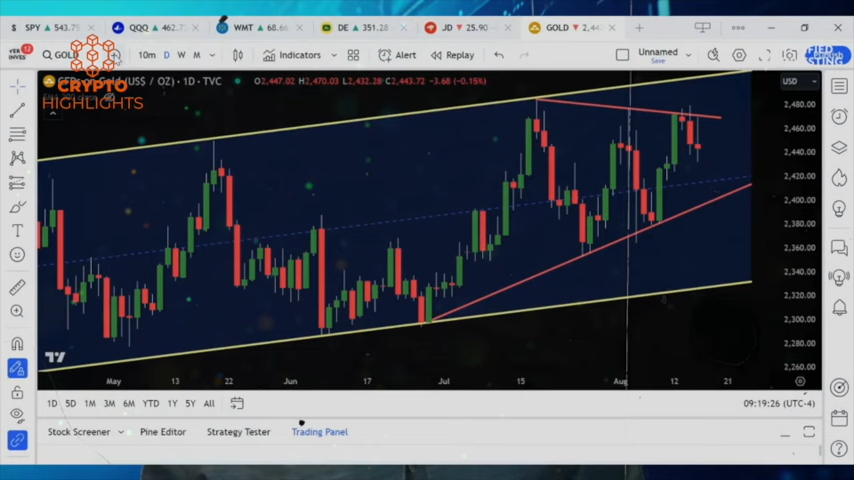 SPY ▲ 543.75
QQQ ▲ 462.7
WMT ▲ 68.66
DE ▲ 351.28
JD ▼ 25.90
GOLD ▼ 2,44
12
GOLD
10m D W M
Indicators
Alert
Replay
Unnamed
Save
Publish
CRYPTO
HIGHLIGHTS
Gold (US$ / OZ) · 1D · TVC
O2,447.02 H2,470.03 L2,432.28 C2,443.72 −3.68 (−0.15%)
USD
2,480.00
2,460.00
2,440.00
2,420.00
2,400.00
2,380.00
2,360.00
2,340.00
2,320.00
2,300.00
2,280.00
2,260.00
May 13 22 Jun 17 Jul 15 Aug 12 21
1D 5D 1M 3M 6M YTD 1Y 5Y All
09:19:26 (UTC-4)
Stock Screener
Pine Editor
Strategy Tester
Trading Panel